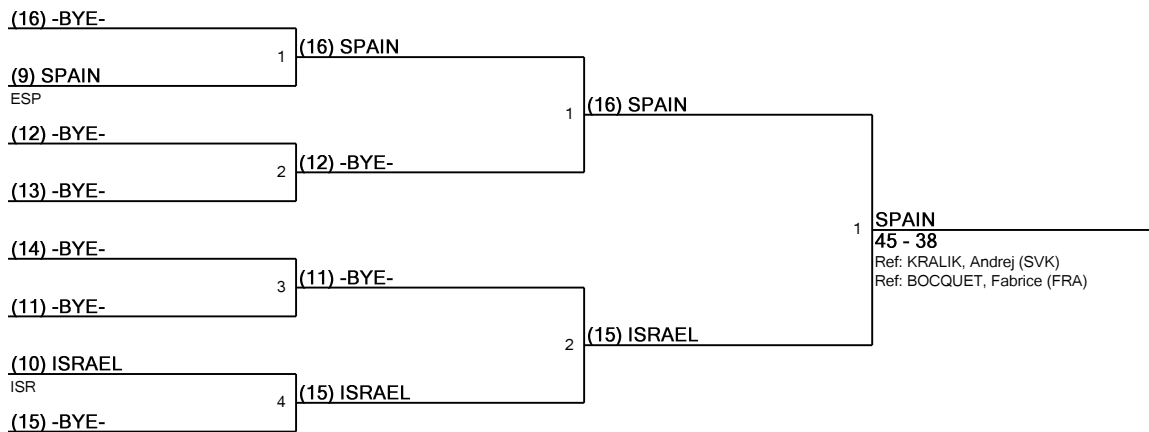 (16) -BYE-
1
(16) SPAIN
(9) SPAIN
ESP
1
(16) SPAIN
(12) -BYE-
2
(12) -BYE-
(13) -BYE-
1
SPAIN
45 - 38
Ref: KRALIK, Andrej (SVK)
Ref: BOCQUET, Fabrice (FRA)
(14) -BYE-
3
(11) -BYE-
(11) -BYE-
2
(15) ISRAEL
(10) ISRAEL
ISR
4
(15) ISRAEL
(15) -BYE-